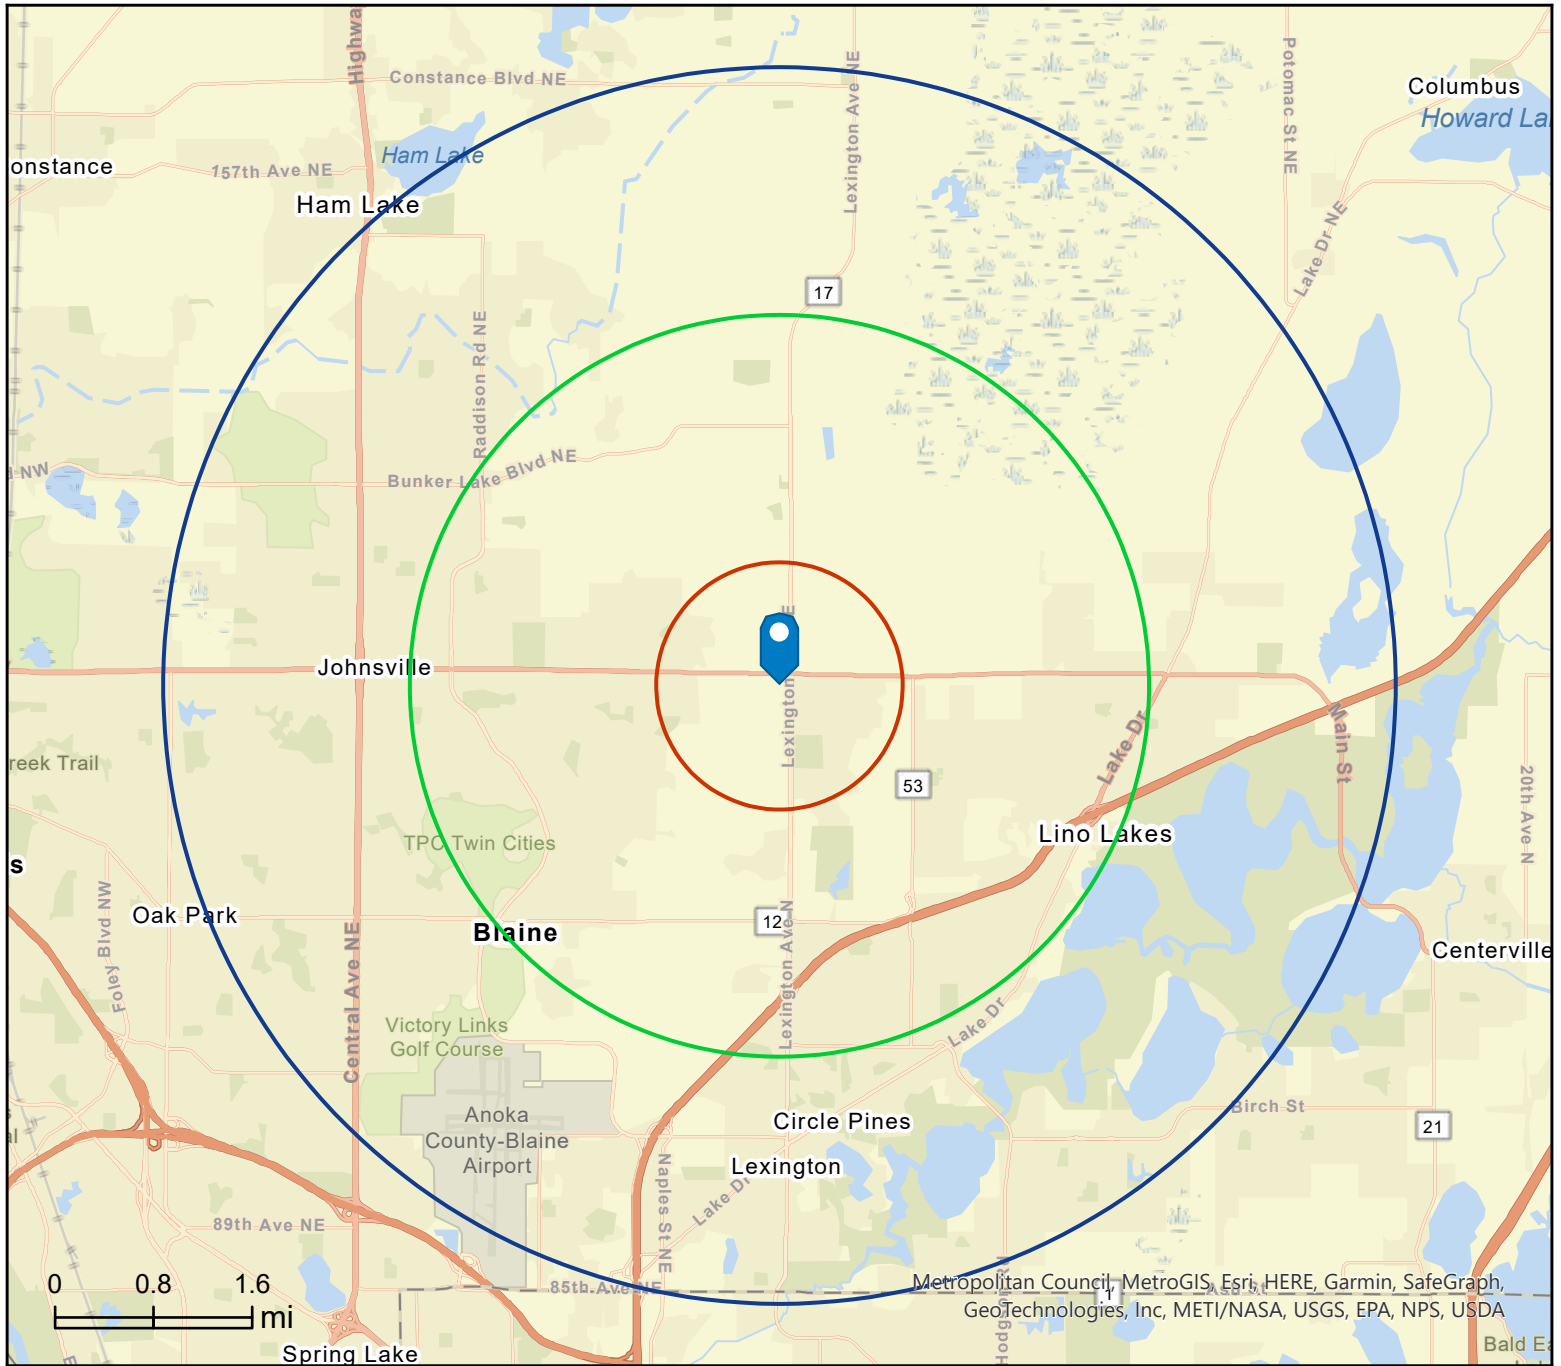 Highwa
Constance Blvd NE
Lexington Ave NE
Potomac St NE
Columbus
Howard La
onstance
157th Ave NE
Ham Lake
Ham Lake
Lake Dr NE
17
Raddison Rd NE
d NW
Bunker Lake Blvd NE
Johnsville
Lexington
E
Lake Dr
Main St
reek Trail
53
20th Ave N
TPC Twin Cities
Lino Lakes
s
Oak Park
Foley Blvd NW
Central Ave NE
Blaine
12
Lexington Ave N
Centerville
Victory Links
Golf Course
Lake Dr
Anoka
County-Blaine
Airport
Circle Pines
Birch St
21
Lexington
Naples St NE
Lake Dr
89th Ave NE
85th Ave NE
0 0.8 1.6
mi
Metropolitan Council, MetroGIS, Esri, HERE, Garmin, SafeGraph,
GeoTechnologies, Inc, METI/NASA, USGS, EPA, NPS, USDA
Spring Lake
Bald Ea